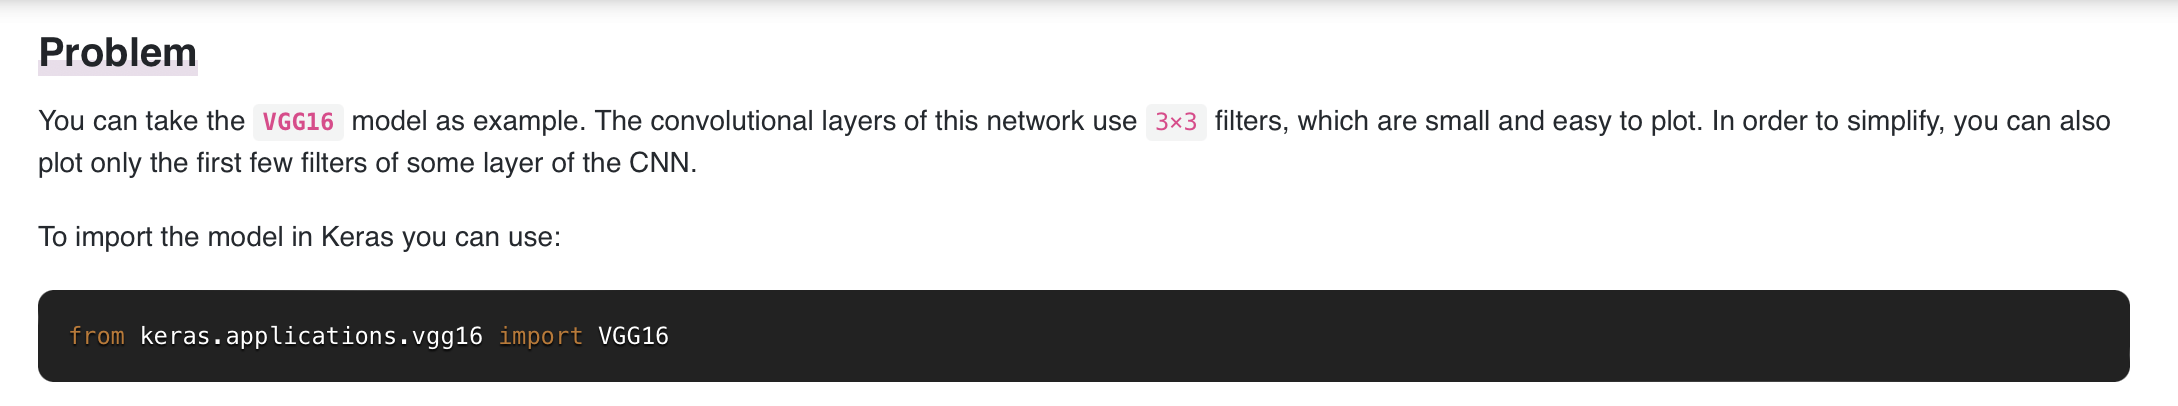 Problem
You can take the VGG16 model as example. The convolutional layers of this network use 3×3 filters, which are small and easy to plot. In order to simplify, you can also
plot only the first few filters of some layer of the CNN.
To import the model in Keras you can use:
from keras.applications.vgg16 import VGG16